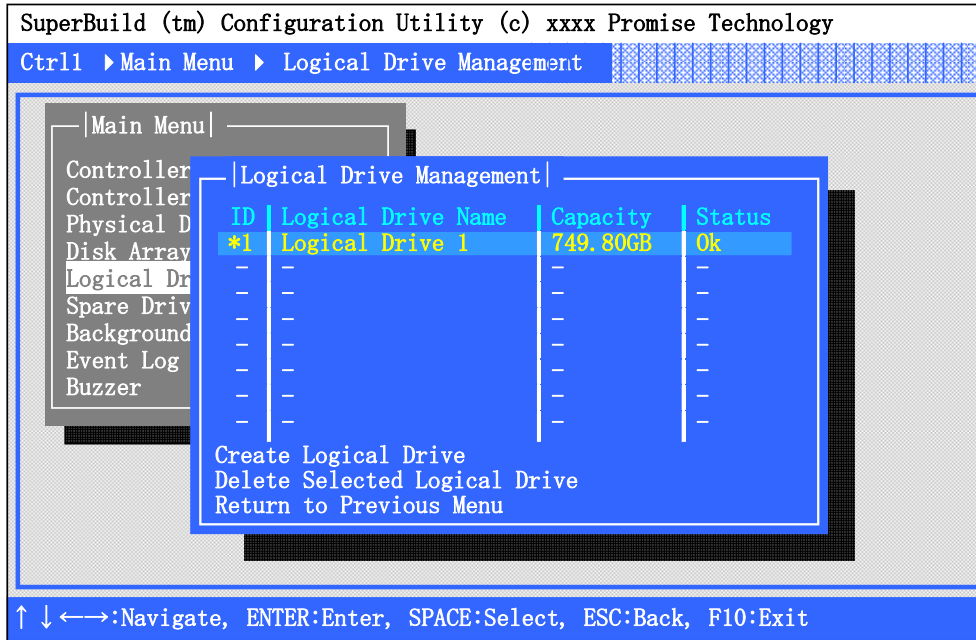 SuperBuild (tm) Configuration Utility (c) xxxx Promise Technology
Ctrl1 ▶Main Menu ▶ Logical Drive Management
|Main Menu|
Controller
Controller
Physical D
Disk Array
Logical Dr
Spare Driv
Background
Event Log
Buzzer
|Logical Drive Management|
ID Logical Drive Name Capacity Status
*1 Logical Drive 1 749.80GB Ok
– – – –
– – – –
– – – –
– – – –
– – – –
– – – –
– – – –
Create Logical Drive
Delete Selected Logical Drive
Return to Previous Menu
↑ ↓ ←→:Navigate, ENTER:Enter, SPACE:Select, ESC:Back, F10:Exit